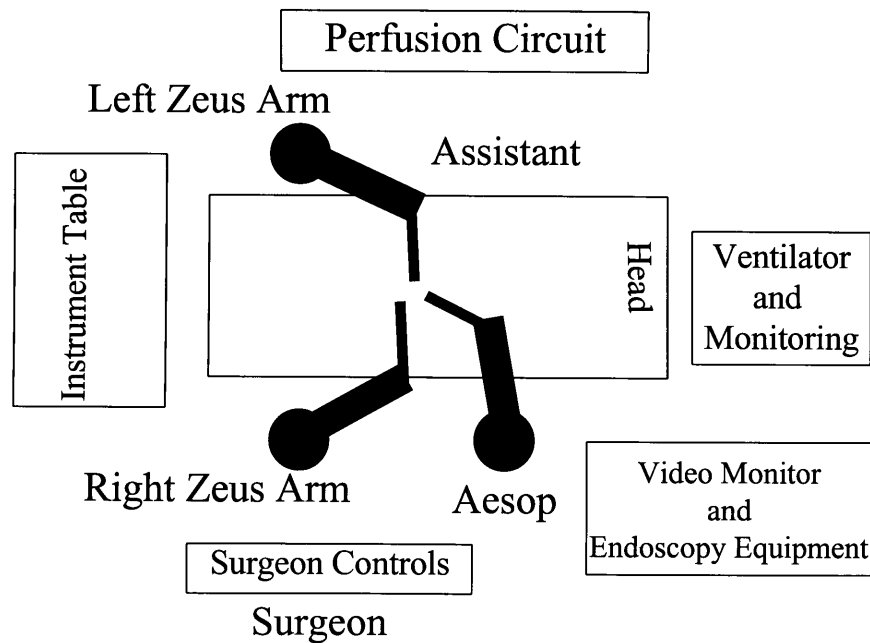 Perfusion Circuit
Left Zeus Arm
Assistant
Instrument Table
Head
Ventilator
and
Monitoring
Right Zeus Arm
Aesop
Video Monitor
and
Endoscopy Equipment
Surgeon Controls
Surgeon